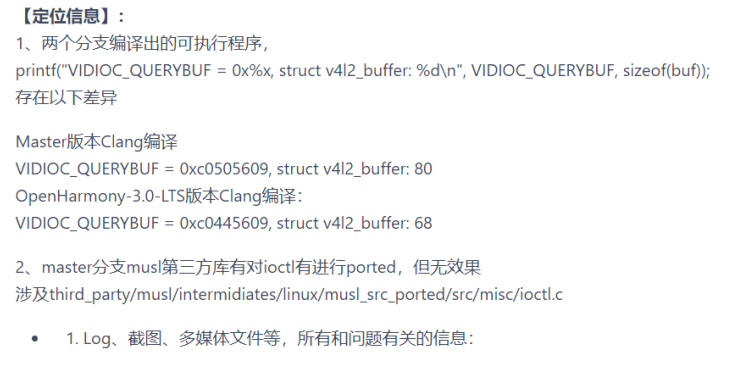 【定位信息】:
1、两个分支编译出的可执行程序，
printf("VIDIOC_QUERYBUF = 0x%x, struct v4l2_buffer: %d\n", VIDIOC_QUERYBUF, sizeof(buf));
存在以下差异
Master版本Clang编译
VIDIOC_QUERYBUF = 0xc0505609, struct v4l2_buffer: 80
OpenHarmony-3.0-LTS版本Clang编译：
VIDIOC_QUERYBUF = 0xc0445609, struct v4l2_buffer: 68
2、master分支musl第三方库有对ioctl有进行ported，但无效果
涉及third_party/musl/intermidiates/linux/musl_src_ported/src/misc/ioctl.c
• 1. Log、截图、多媒体文件等，所有和问题有关的信息：